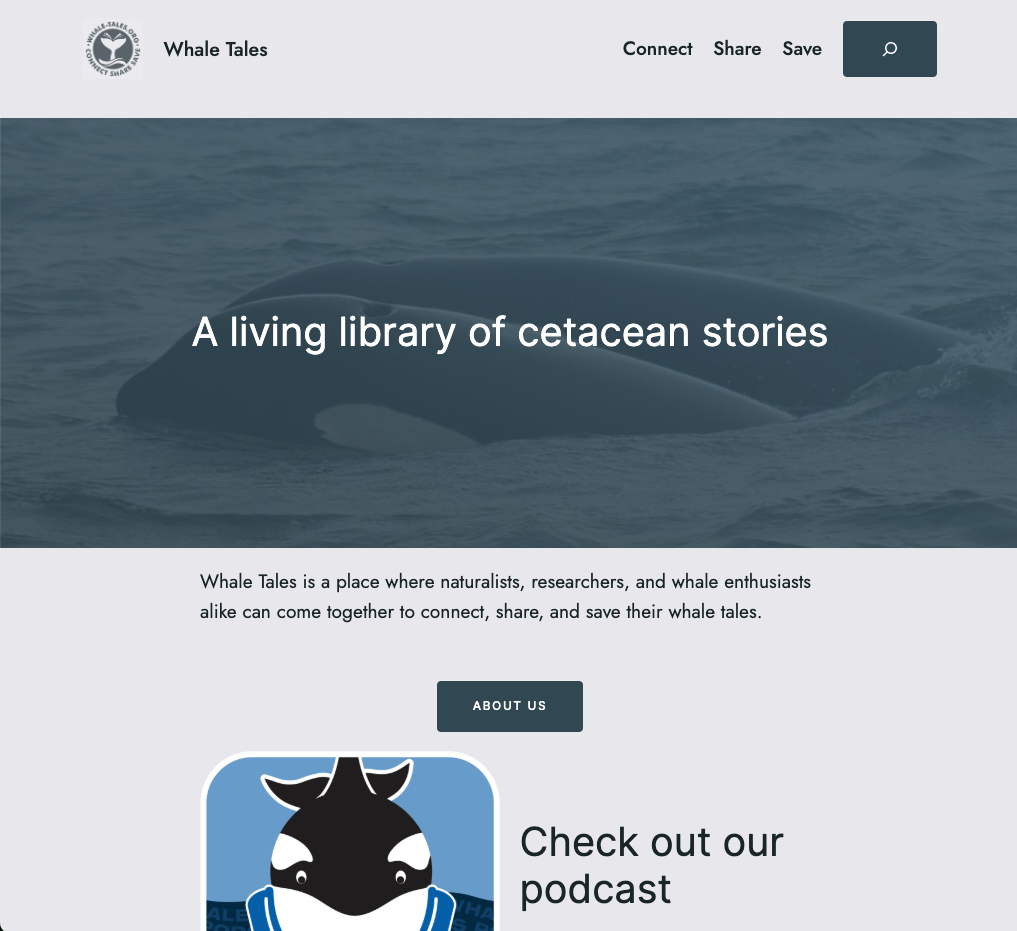 WHALE-TALES.ORG
CONNECT SHARE SAVE
Whale Tales
Connect Share Save
A living library of cetacean stories
Whale Tales is a place where naturalists, researchers, and whale enthusiasts
alike can come together to connect, share, and save their whale tales.
ABOUT US
Check out our
podcast
ALE
WHA